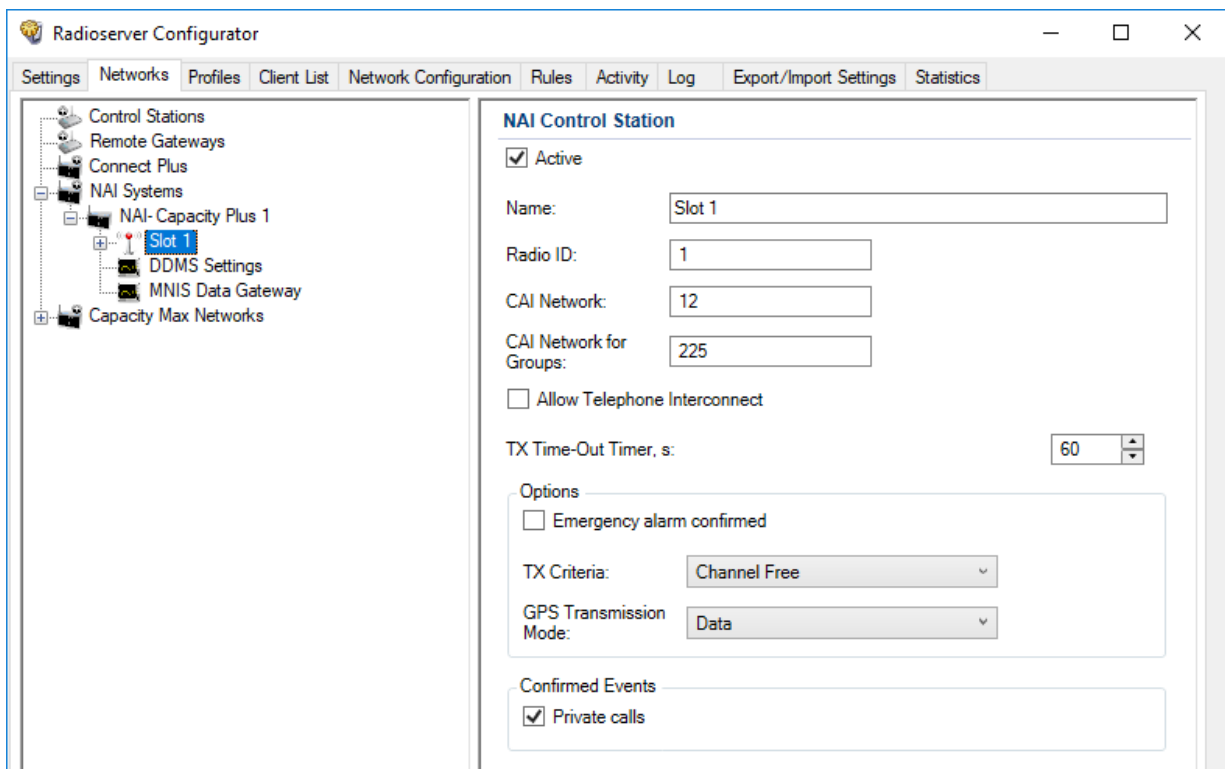 Radioserver Configurator
Settings Networks Profiles Client List Network Configuration Rules Activity Log Export/Import Settings Statistics
Control Stations
Remote Gateways
Connect Plus
NAI Systems
NAI- Capacity Plus 1
Slot 1
DDMS Settings
MNIS Data Gateway
Capacity Max Networks
NAI Control Station
Active
Name: Slot 1
Radio ID: 1
CAI Network: 12
CAI Network for
Groups: 225
Allow Telephone Interconnect
TX Time-Out Timer, s: 60
Options
Emergency alarm confirmed
TX Criteria: Channel Free
GPS Transmission
Mode: Data
Confirmed Events
Private calls